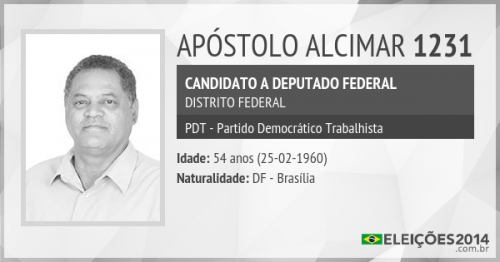 APÓSTOLO ALCIMAR 1231
CANDIDATO A DEPUTADO FEDERAL
DISTRITO FEDERAL
PDT - Partido Democrático Trabalhista
Idade: 54 anos (25-02-1960)
Naturalidade: DF - Brasília
ELEIÇÕES2014
.com.br